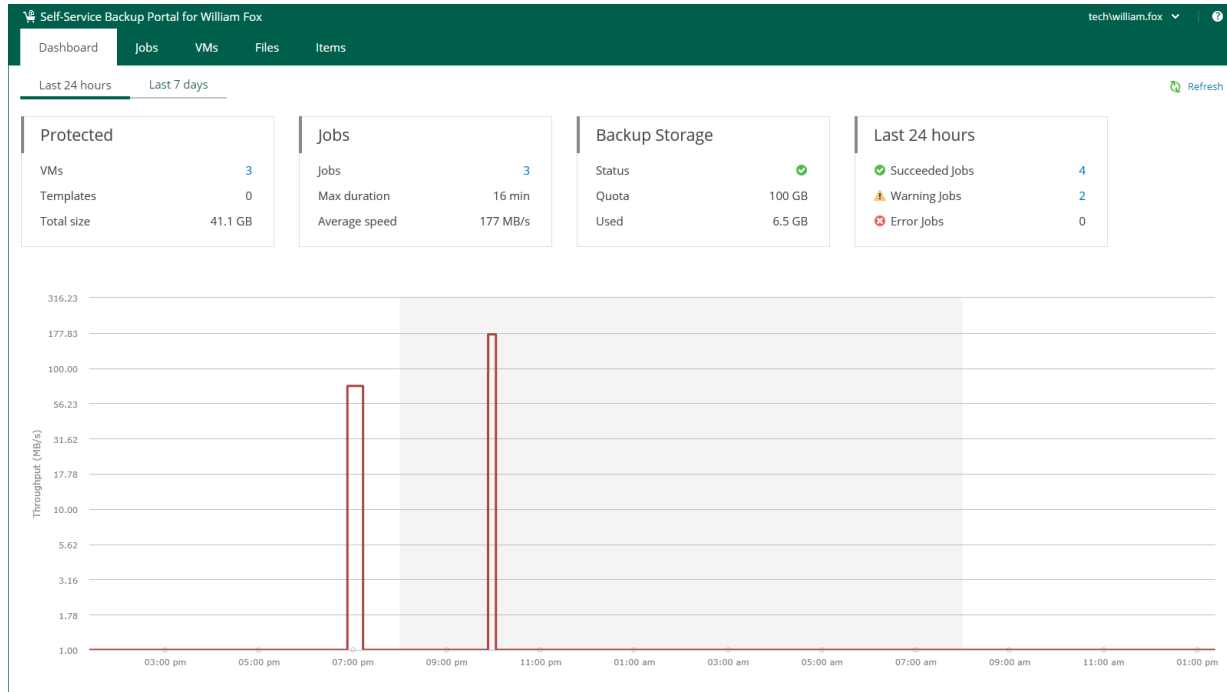 Self-Service Backup Portal for William Fox
tech\william.fox
?
Dashboard Jobs VMs Files Items
Last 24 hours Last 7 days
Refresh
Protected
VMs 3
Templates 0
Total size 41.1 GB
Jobs
Jobs 3
Max duration 16 min
Average speed 177 MB/s
Backup Storage
Status
Quota 100 GB
Used 6.5 GB
Last 24 hours
Succeeded Jobs 4
Warning Jobs 2
Error Jobs 0
Throughput (MB/s)
316.23
177.83
100.00
56.23
31.62
17.78
10.00
5.62
3.16
1.78
1.00
03:00 pm 05:00 pm 07:00 pm 09:00 pm 11:00 pm 01:00 am 03:00 am 05:00 am 07:00 am 09:00 am 11:00 am 01:00 pm